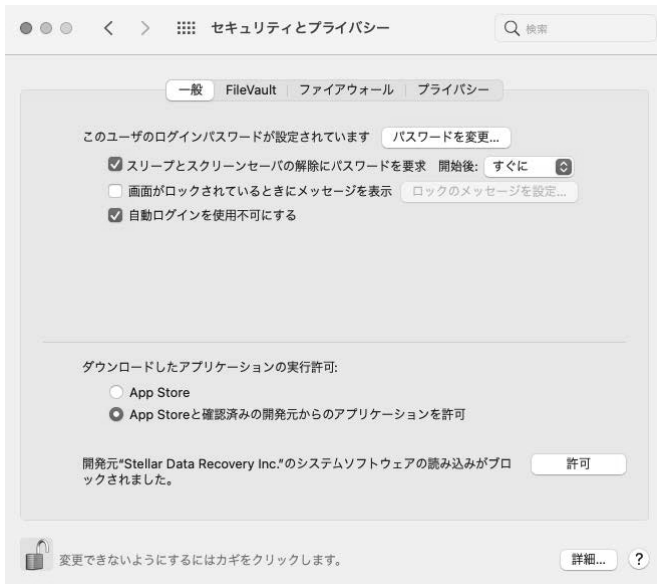 セキュリティとプライバシー
検索
一般 FileVault ファイアウォール プライバシー
このユーザのログインパスワードが設定されています パスワードを変更...
スリープとスクリーンセーバの解除にパスワードを要求 開始後: すぐに
画面がロックされているときにメッセージを表示 ロックのメッセージを設定...
自動ログインを使用不可にする
ダウンロードしたアプリケーションの実行許可:
App Store
App Storeと確認済みの開発元からのアプリケーションを許可
開発元"Stellar Data Recovery Inc."のシステムソフトウェアの読み込みがブロ
ックされました。
許可
変更できないようにするにはカギをクリックします。
詳細... ?